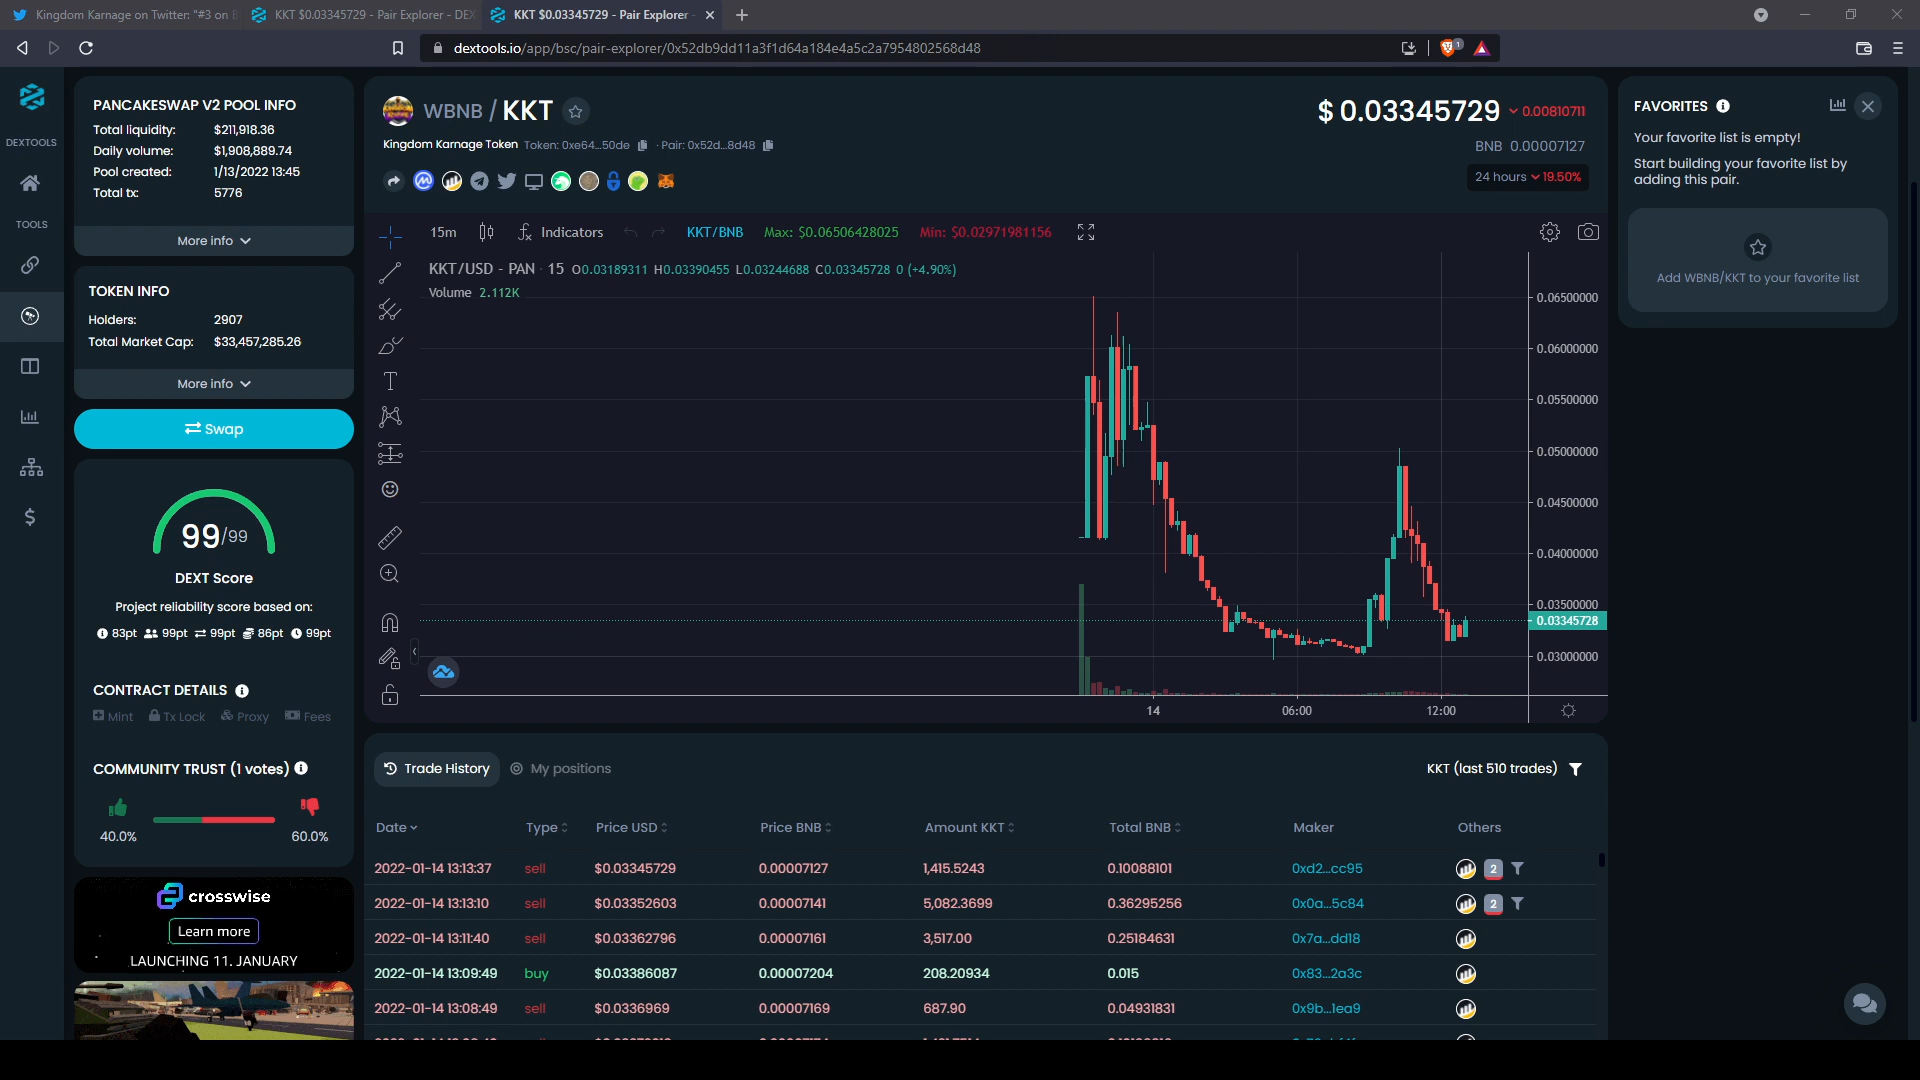 Kingdom Karnage on Twitter: "#3 on
KKT $0.03345729 - Pair Explorer - DEX
KKT $0.03345729 - Pair Explorer -
dextools.io/app/bsc/pair-explorer/0x52db9dd11a3f1d64a184e4a5c2a7954802568d48
1
DEXTOOLS
TOOLS
PANCAKESWAP V2 POOL INFO
Total liquidity: $211,918.36
Daily volume: $1,908,889.74
Pool created: 1/13/2022 13:45
Total tx: 5776
More info
TOKEN INFO
Holders: 2907
Total Market Cap: $33,457,285.26
More info
Swap
99/99
DEXT Score
Project reliability score based on:
83pt 99pt 99pt 86pt 99pt
CONTRACT DETAILS
Mint Tx Lock Proxy Fees
COMMUNITY TRUST (1 votes)
40.0% 60.0%
crosswise
Learn more
LAUNCHING 11. JANUARY
WBNB / KKT
Kingdom Karnage Token Token: 0xe64...50de · Pair: 0x52d...8d48
$ 0.03345729 0.00810711
BNB 0.00007127
24 hours 19.50%
15m Indicators KKT/BNB Max: $0.06506428025 Min: $0.02971981156
KKT/USD - PAN 15 O0.03189311 H0.03390455 L0.03244688 C0.03345728 0 (+4.90%)
Volume 2.112K
0.06500000
0.06000000
0.05500000
0.05000000
0.04500000
0.04000000
0.03500000
0.03345728
0.03000000
14 06:00 12:00
Trade History My positions KKT (last 510 trades)
Date Type Price USD Price BNB Amount KKT Total BNB Maker Others
2022-01-14 13:13:37 sell $0.03345729 0.00007127 1,415.5243 0.10088101 0xd2...cc95 2
2022-01-14 13:13:10 sell $0.03352603 0.00007141 5,082.3699 0.36295256 0x0a...5c84 2
2022-01-14 13:11:40 sell $0.03362796 0.00007161 3,517.00 0.25184631 0x7a...dd18
2022-01-14 13:09:49 buy $0.03386087 0.00007204 208.20934 0.015 0x83...2a3c
2022-01-14 13:08:49 sell $0.0336969 0.00007169 687.90 0.04931831 0x9b...1ea9
FAVORITES
Your favorite list is empty!
Start building your favorite list by
adding this pair.
Add WBNB/KKT to your favorite list